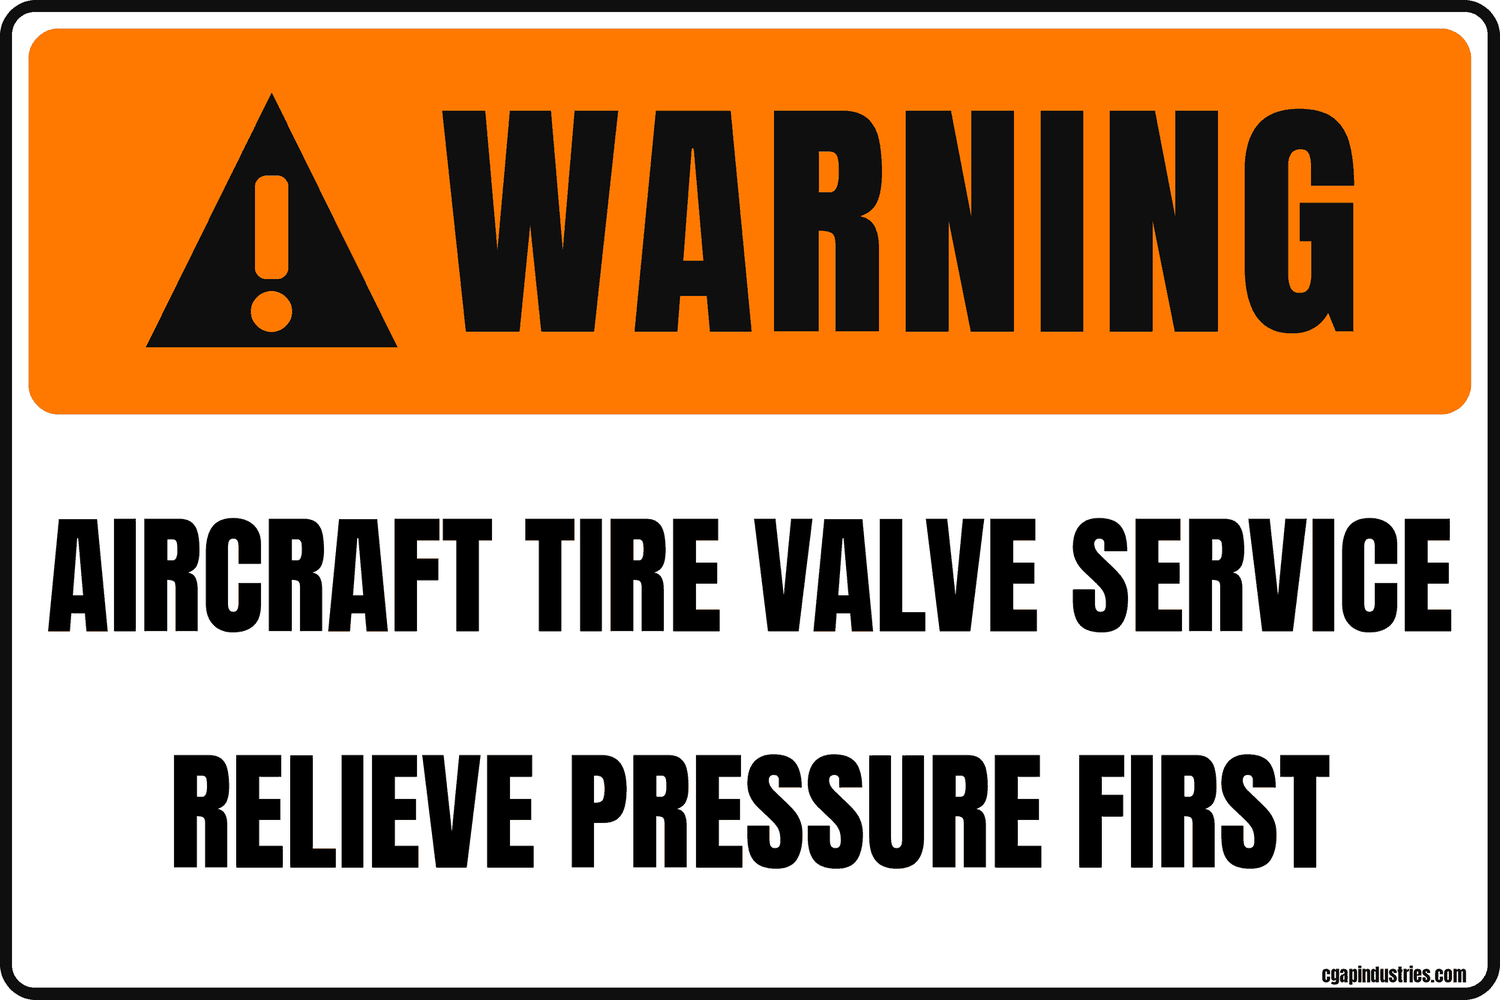 WARNING
AIRCRAFT TIRE VALVE SERVICE
RELIEVE PRESSURE FIRST
cgapindustries.com